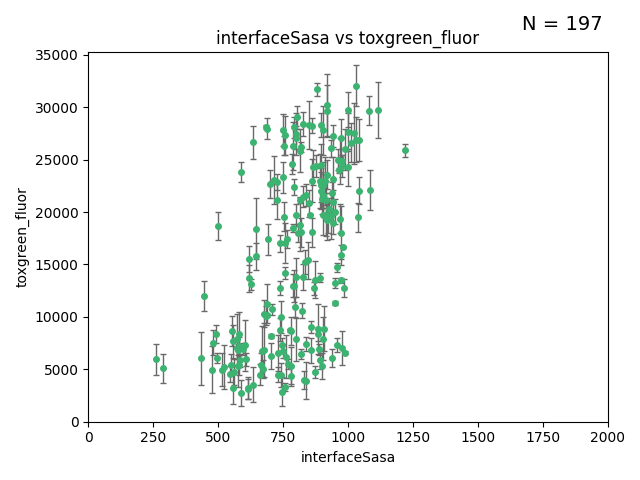 N = 197
interfaceSasa vs toxgreen_fluor
35000
30000
25000
20000
15000
10000
5000
0
toxgreen_fluor
0 250 500 750 1000 1250 1500 1750 2000
interfaceSasa